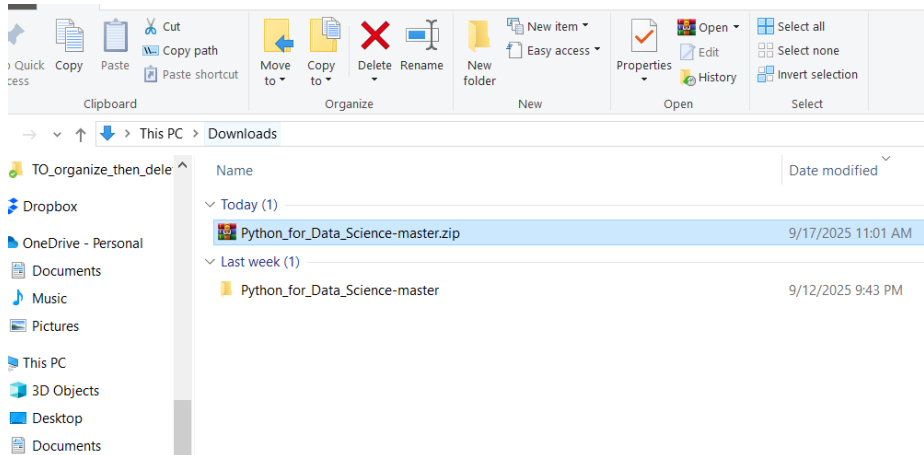 Cut
Copy path
Paste shortcut
Quick
cess
Copy
Paste
Clipboard
Move
to
Copy
to
Delete
Rename
Organize
New
folder
New item
Easy access
New
Properties
Open
Edit
History
Open
Select all
Select none
Invert selection
Select
This PC > Downloads
TO_organize_then_dele
Dropbox
OneDrive - Personal
Documents
Music
Pictures
This PC
3D Objects
Desktop
Documents
Name
Date modified
Today (1)
Python_for_Data_Science-master.zip 9/17/2025 11:01 AM
Last week (1)
Python_for_Data_Science-master 9/12/2025 9:43 PM